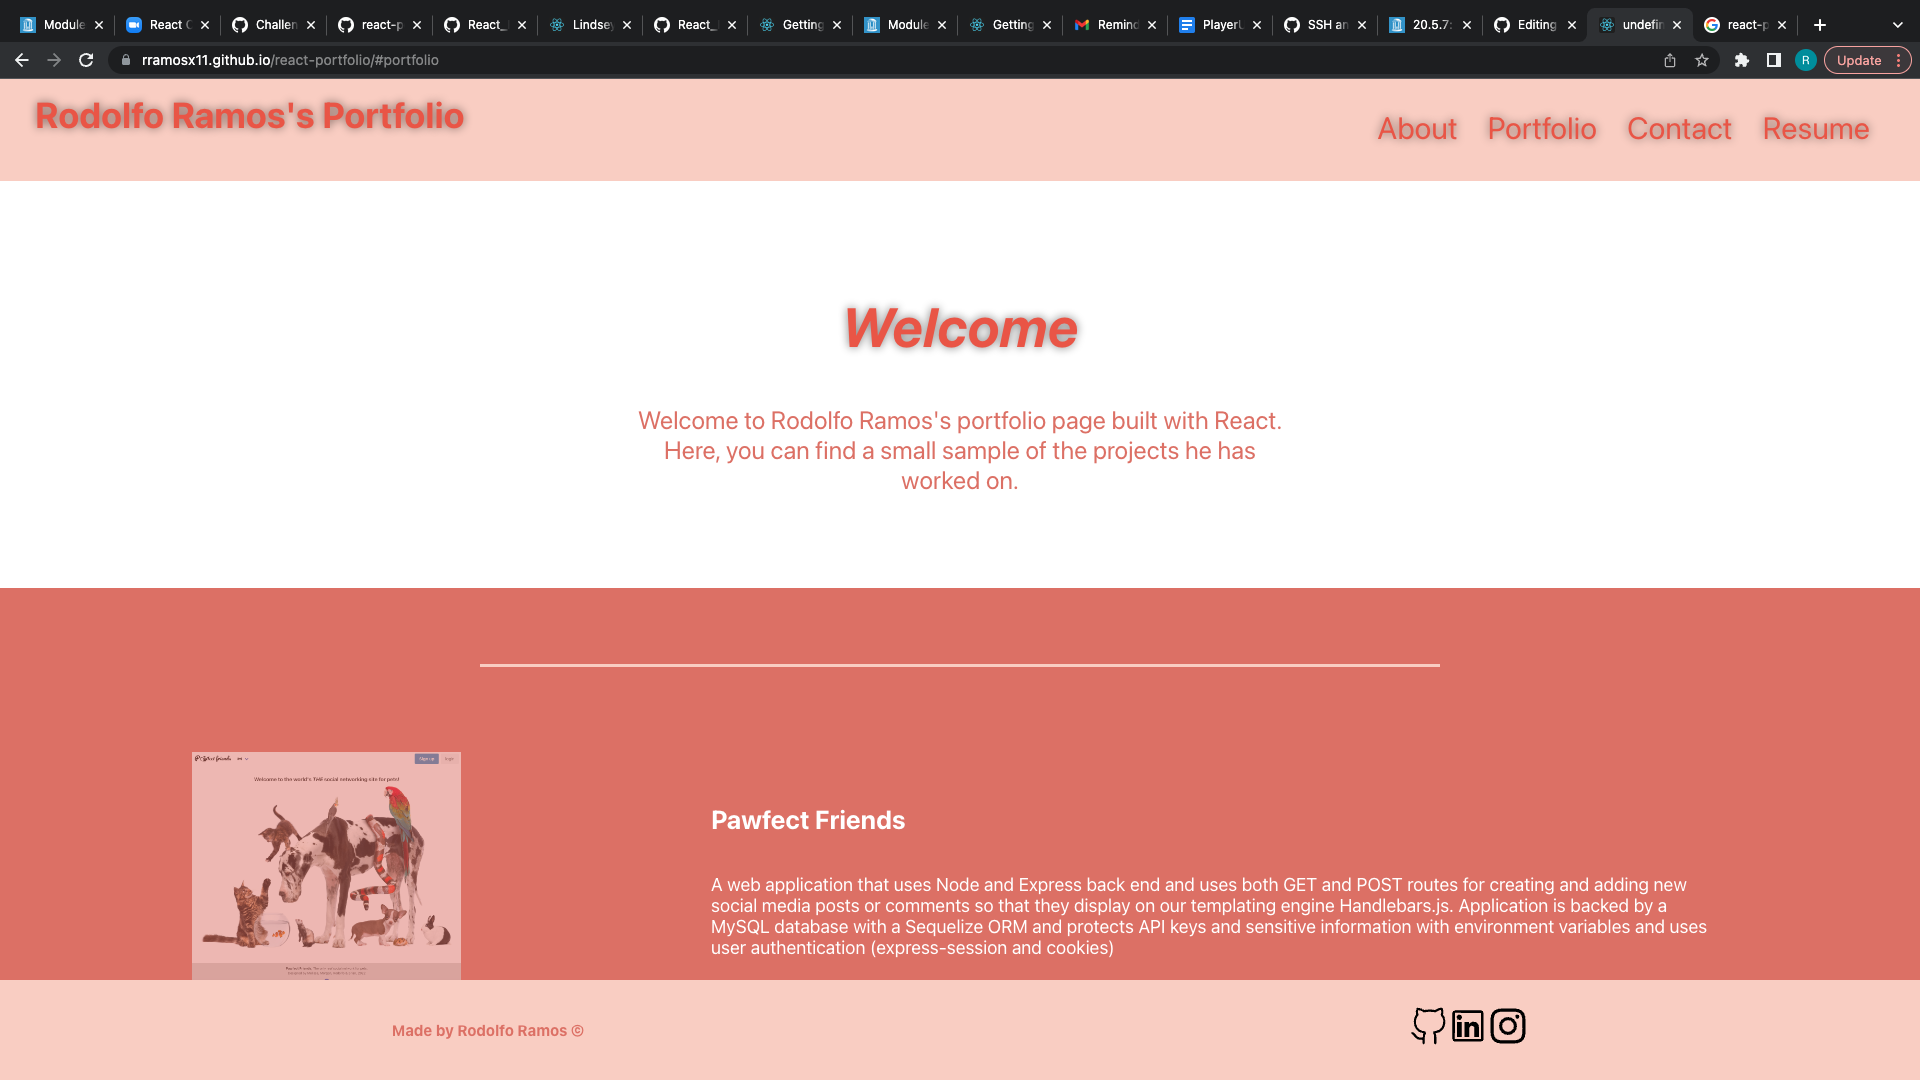 Module
React C
Challen
react-p
React_
Lindsey
React_
Getting
Module
Getting
Remind
PlayerU
SSH an
20.5.7:
Editing
undefin
react-p
rramosx11.github.io/react-portfolio/#portfolio
R
Update
Rodolfo Ramos's Portfolio
About
Portfolio
Contact
Resume
Welcome
Welcome to Rodolfo Ramos's portfolio page built with React.
Here, you can find a small sample of the projects he has
worked on.
Sign up
login
Welcome to the world's THE social networking site for pets!
Pawfect Friends
A web application that uses Node and Express back end and uses both GET and POST routes for creating and adding new
social media posts or comments so that they display on our templating engine Handlebars.js. Application is backed by a
MySQL database with a Sequelize ORM and protects API keys and sensitive information with environment variables and uses
user authentication (express-session and cookies)
Made by Rodolfo Ramos ©
in